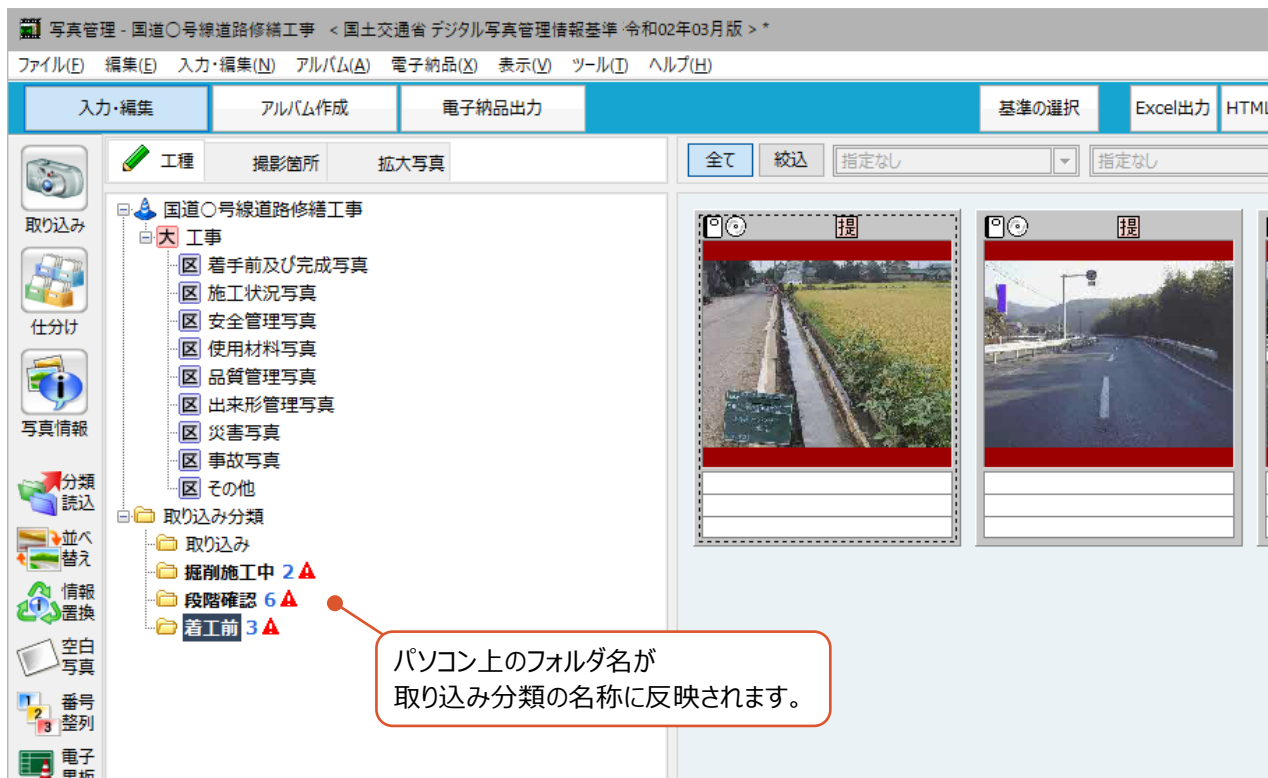 写真管理 - 国道○号線道路修繕工事 < 国土交通省 デジタル写真管理情報基準 令和02年03月版 > *
ファイル(F) 編集(E) 入力・編集(N) アルバム(A) 電子納品(X) 表示(V) ツール(T) ヘルプ(H)
入力・編集 アルバム作成 電子納品出力 基準の選択 Excel出力 HTML
工種 撮影箇所 拡大写真 全て 絞込 指定なし 指定なし
取り込み
仕分け
写真情報
分類
読込
並べ
替え
情報
置換
空白
写真
番号
整列
電子
黒板
国道○号線道路修繕工事
大 工事
区 着手前及び完成写真
区 施工状況写真
区 安全管理写真
区 使用材料写真
区 品質管理写真
区 出来形管理写真
区 災害写真
区 事故写真
区 その他
取り込み分類
取り込み
掘削施工中 2
段階確認 6
着工前 3
提
提
パソコン上のフォルダ名が
取り込み分類の名称に反映されます。